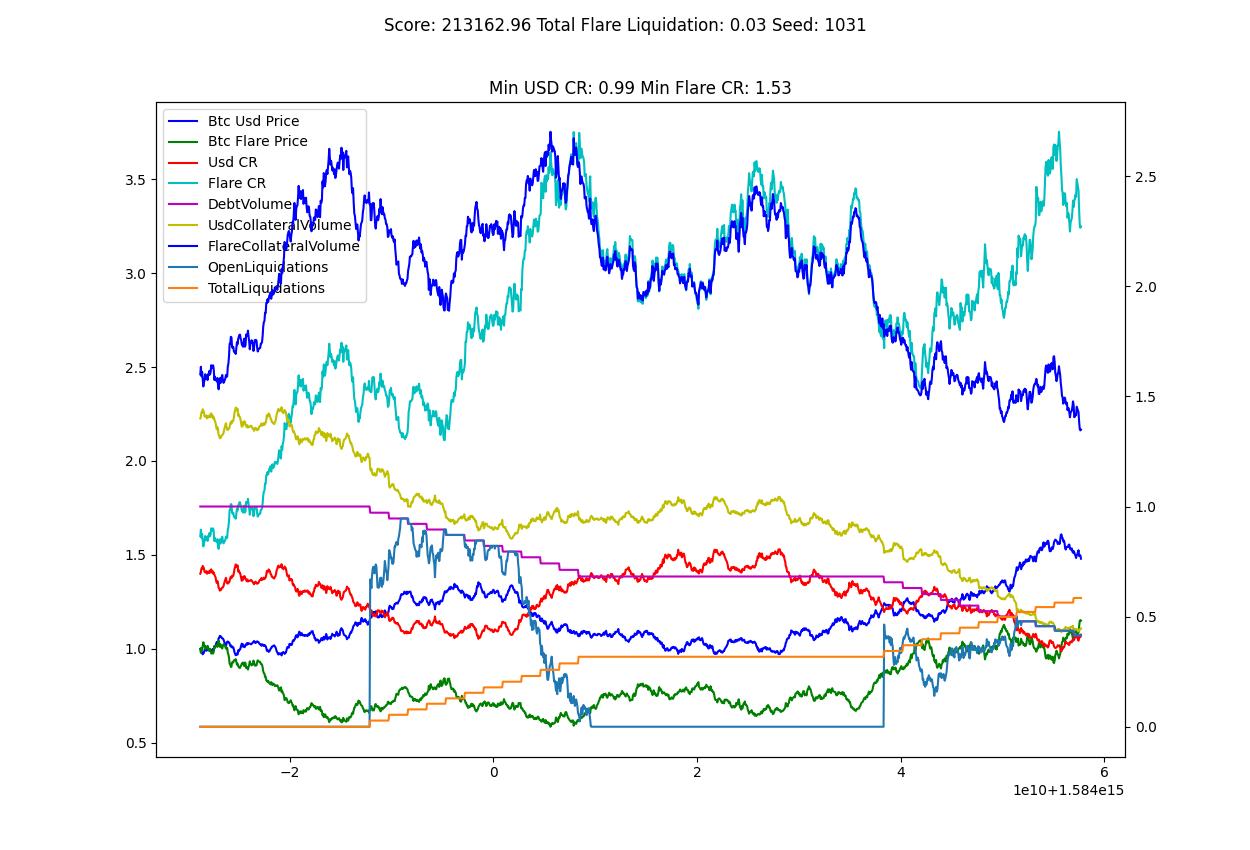 Score: 213162.96 Total Flare Liquidation: 0.03 Seed: 1031
Min USD CR: 0.99 Min Flare CR: 1.53
Btc Usd Price
Btc Flare Price
Usd CR
Flare CR
DebtVolume
UsdCollateralVolume
FlareCollateralVolume
OpenLiquidations
TotalLiquidations
3.5
3.0
2.5
2.0
1.5
1.0
0.5
2.5
2.0
1.5
1.0
0.5
0.0
−2
0
2
4
6
1e10+1.584e15